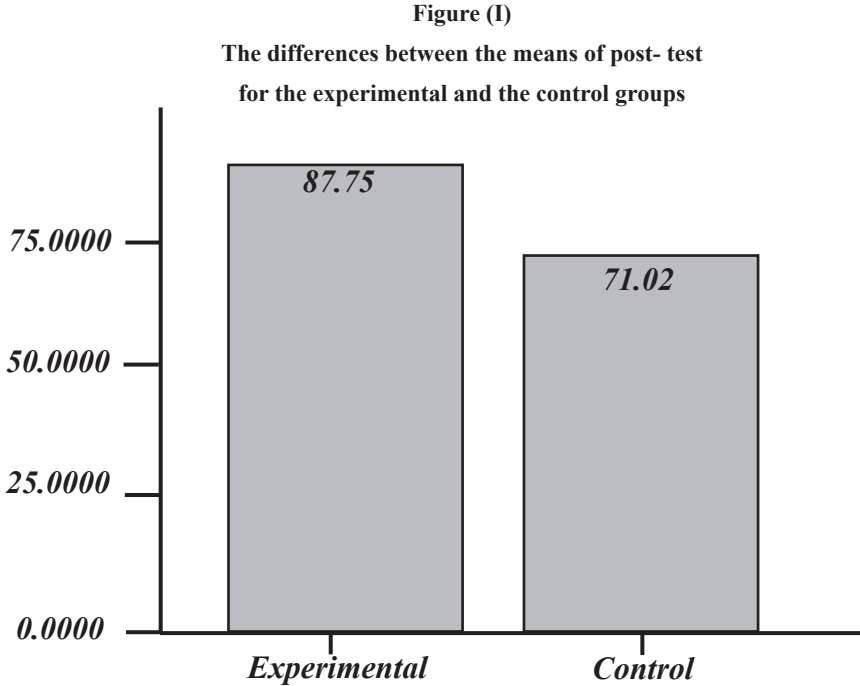 Figure (I)
The differences between the means of post- test
for the experimental and the control groups
87.75
71.02
75.0000
50.0000
25.0000
0.0000
Experimental
Control